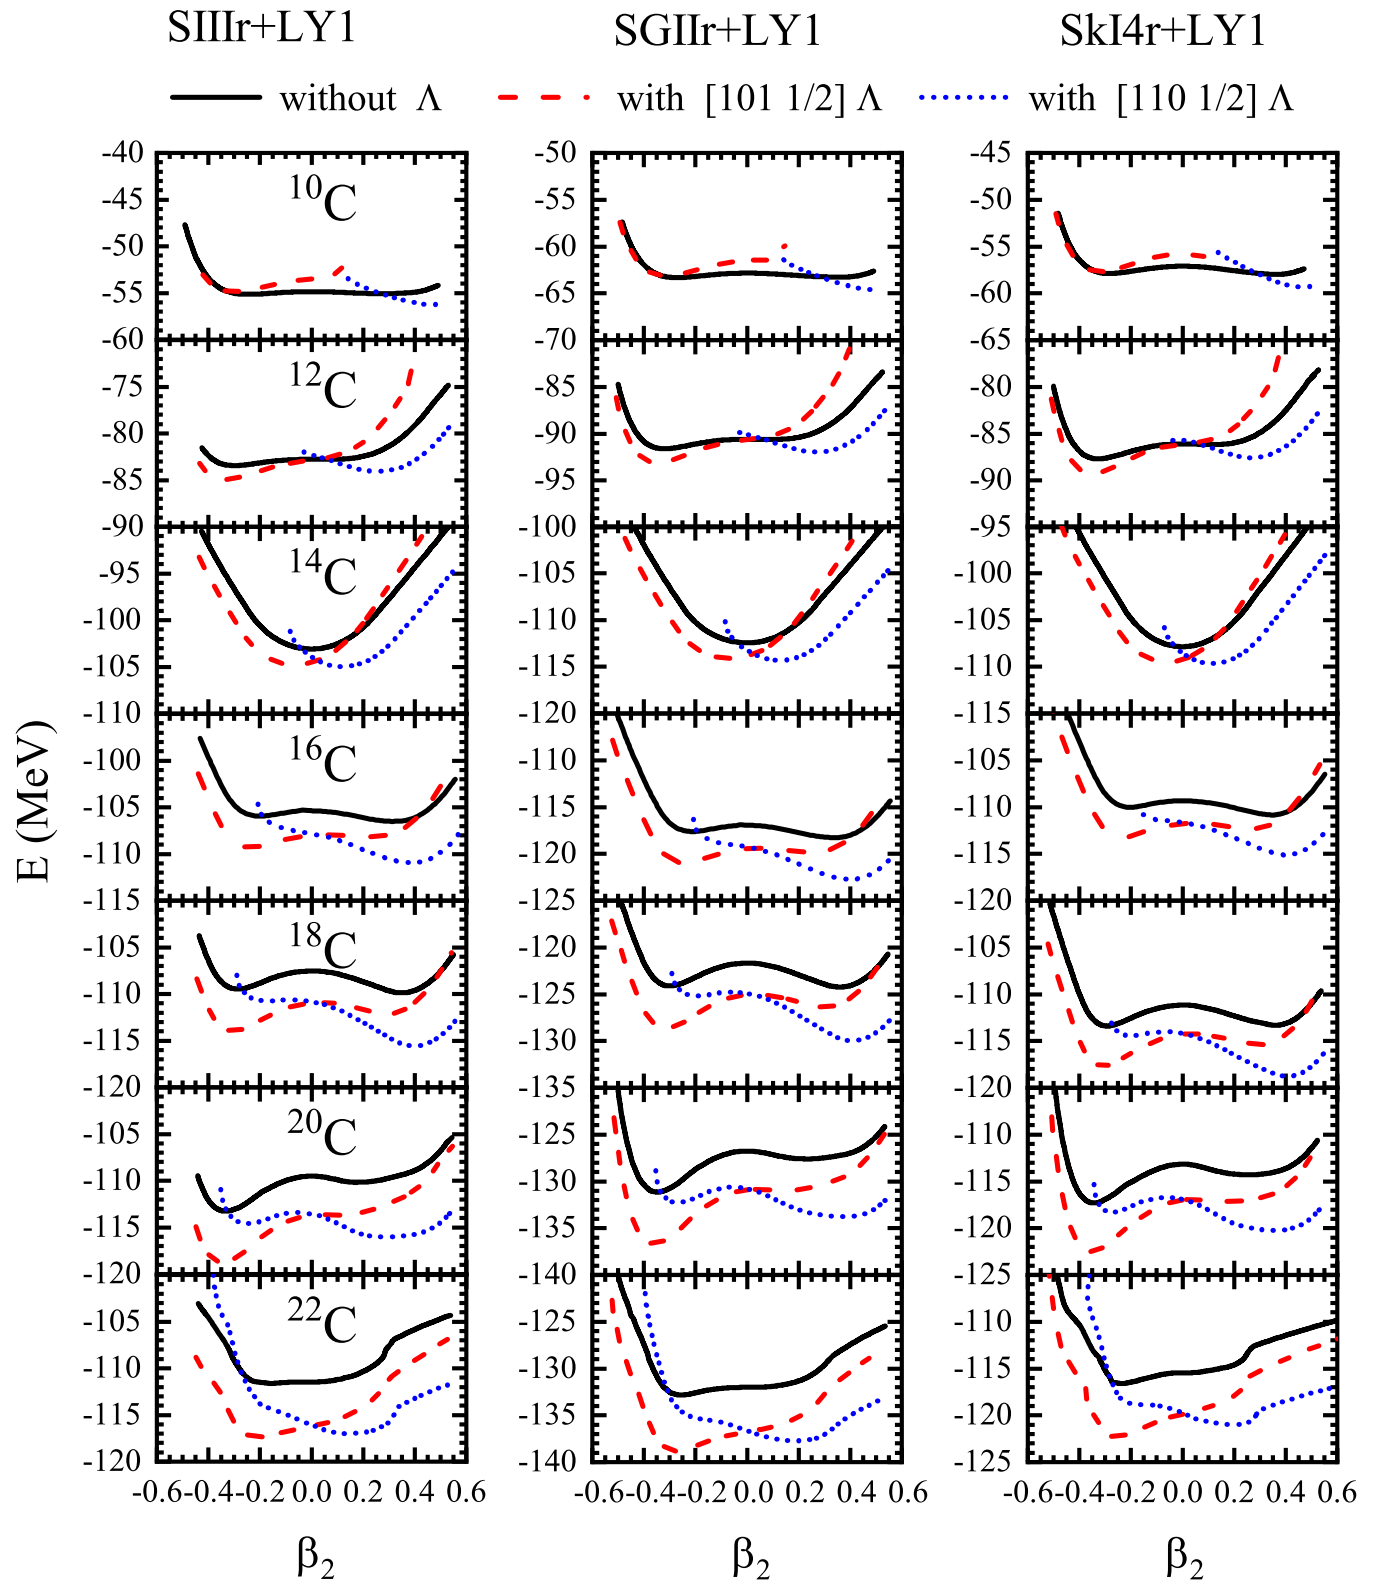 SIIIr+LY1 SGIIr+LY1 SkI4r+LY1
without Λ with [101 1/2] Λ with [110 1/2] Λ
-40 -50 -45
10C
-45 -55 -50
-50 -60 -55
-55 -65 -60
-60 -70 -65
12C
-75 -85 -80
-80 -90 -85
-85 -95 -90
-90 -100 -95
14C
-95 -105 -100
-100 -110 -105
-105 -115 -110
-110 -120 -115
16C
-100 -110 -105
-105 -115 -110
-110 -120 -115
-115 -125 -120
18C
-105 -120 -105
-110 -125 -110
-115 -130 -115
-120 -135 -120
20C
-105 -125 -110
-110 -130 -115
-115 -135 -120
-120 -140 -125
22C
-105 -125 -110
-110 -130 -115
-115 -135 -120
-120 -140 -125
E (MeV)
-0.6 -0.4 -0.2 0.0 0.2 0.4 0.6 -0.6 -0.4 -0.2 0.0 0.2 0.4 0.6 -0.6 -0.4 -0.2 0.0 0.2 0.4 0.6
β2 β2 β2